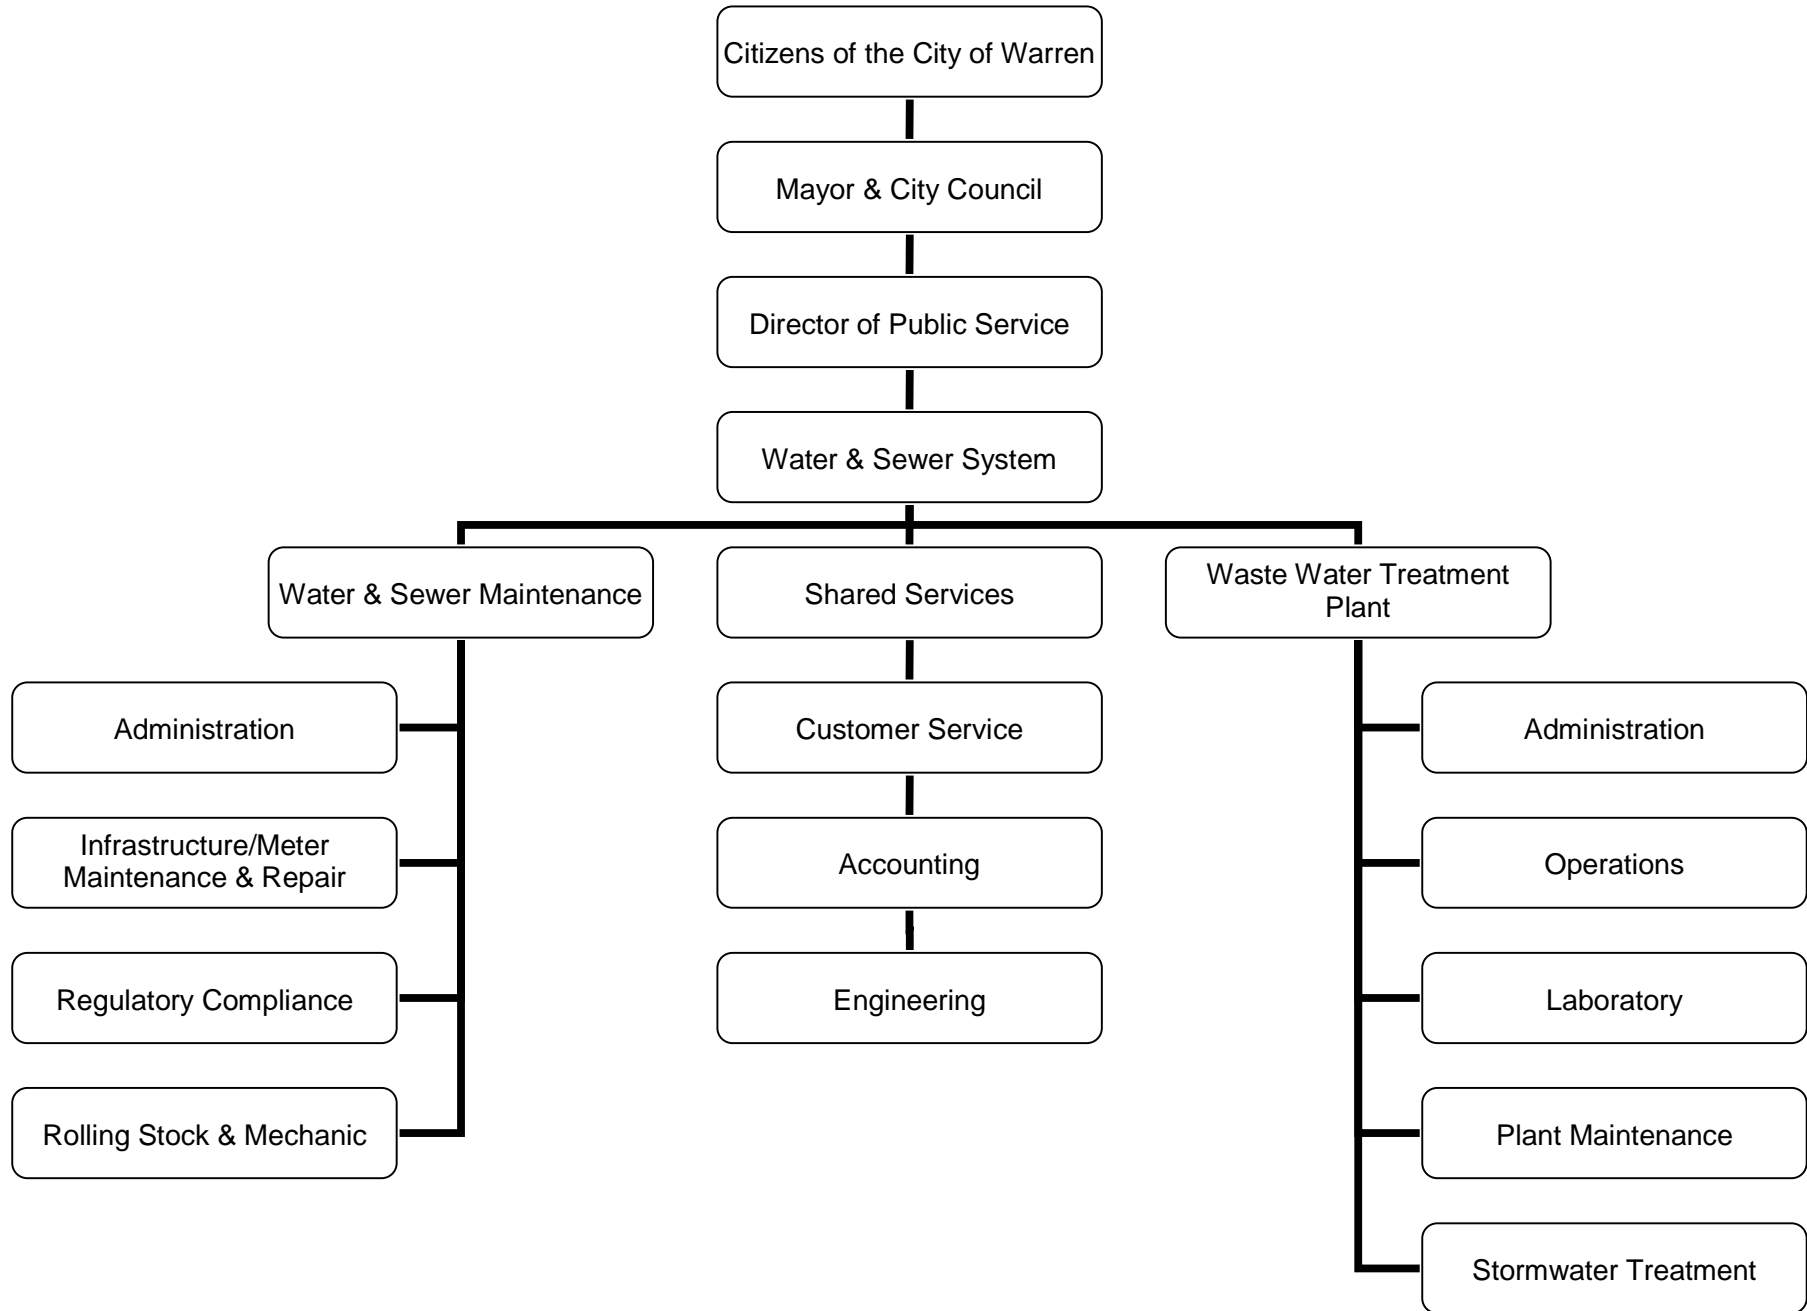 Citizens of the City of Warren
Mayor & City Council
Director of Public Service
Water & Sewer System
Water & Sewer Maintenance
Shared Services
Waste Water Treatment
Plant
Administration
Customer Service
Administration
Infrastructure/Meter
Maintenance & Repair
Accounting
Operations
Regulatory Compliance
Engineering
Laboratory
Rolling Stock & Mechanic
Plant Maintenance
Stormwater Treatment